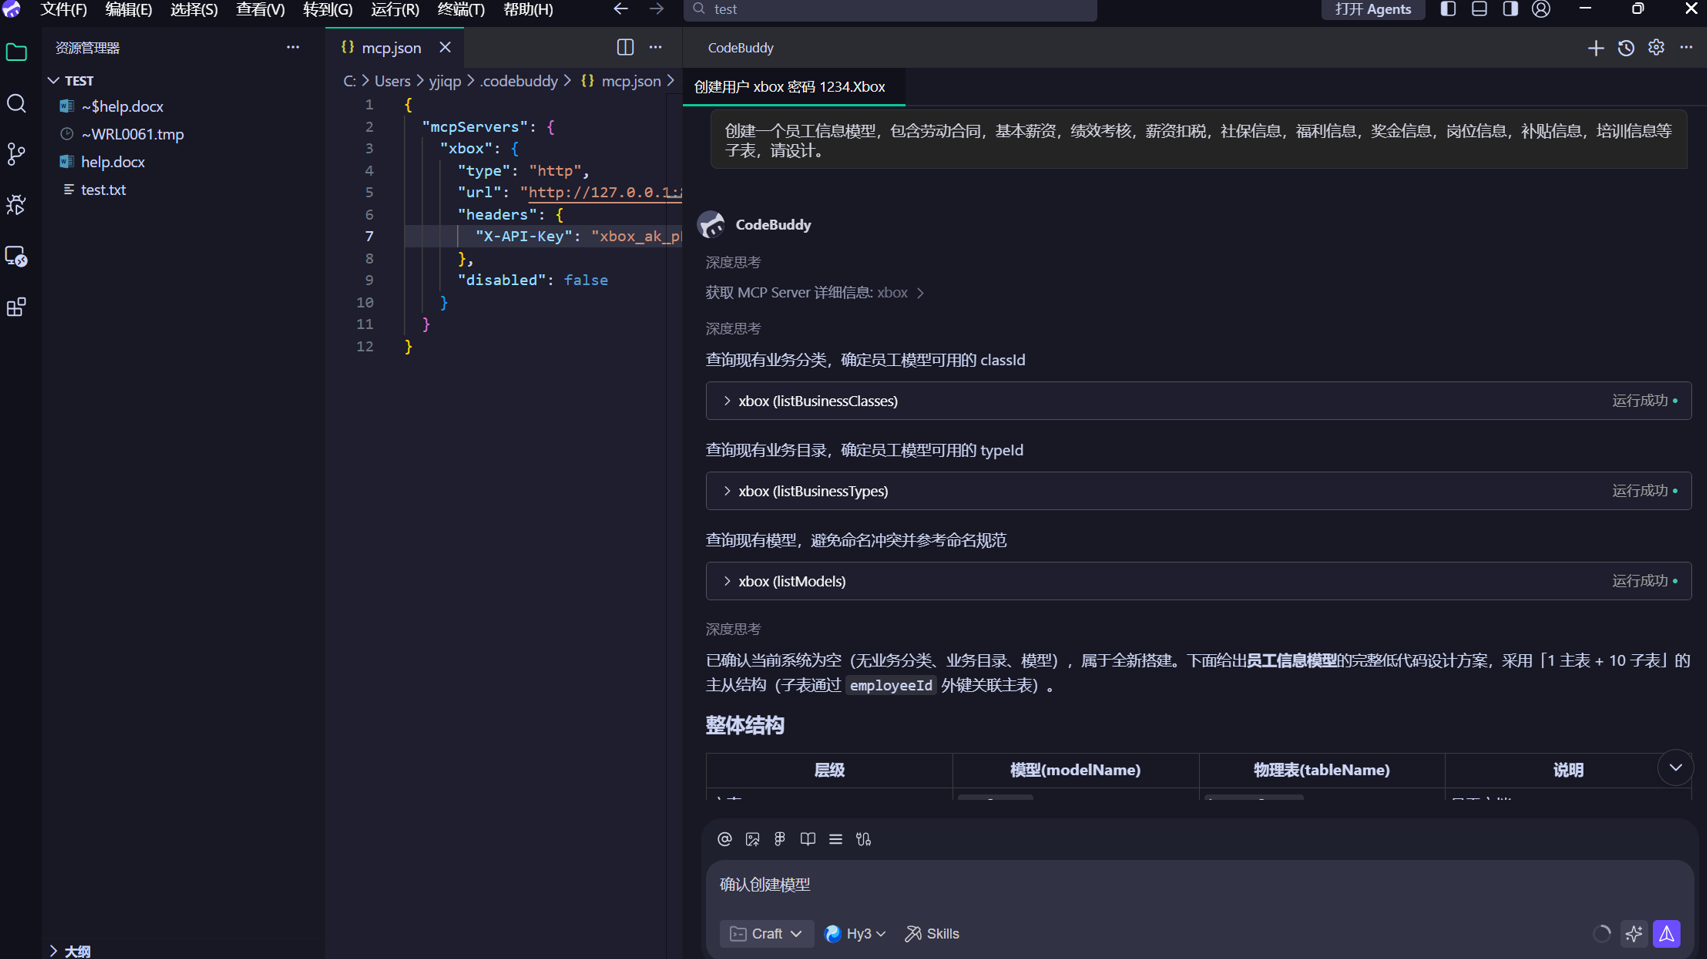 文件(F) 编辑(E) 选择(S) 查看(V) 转到(G) 运行(R) 终端(T) 帮助(H)
test
打开 Agents
资源管理器
TEST
~$help.docx
~WRL0061.tmp
help.docx
test.txt
大纲
mcp.json
C: > Users > yjiqp > .codebuddy > {} mcp.json >
1 {
2 "mcpServers": {
3 "xbox": {
4 "type": "http",
5 "url": "http://127.0.0.1:
6 "headers": {
7 "X-API-Key": "xbox_ak_p
8 },
9 "disabled": false
10 }
11 }
12 }
CodeBuddy
创建用户 xbox 密码 1234.Xbox
创建一个员工信息模型，包含劳动合同，基本薪资，绩效考核，薪资扣税，社保信息，福利信息，奖金信息，岗位信息，补贴信息，培训信息等
子表，请设计。
CodeBuddy
深度思考
获取 MCP Server 详细信息: xbox >
深度思考
查询现有业务分类，确定员工模型可用的 classId
xbox (listBusinessClasses) 运行成功
查询现有业务目录，确定员工模型可用的 typeId
xbox (listBusinessTypes) 运行成功
查询现有模型，避免命名冲突并参考命名规范
xbox (listModels) 运行成功
深度思考
已确认当前系统为空（无业务分类、业务目录、模型），属于全新搭建。下面给出员工信息模型的完整低代码设计方案，采用「1 主表 + 10 子表」的
主从结构（子表通过 employeeId 外键关联主表）。
整体结构
层级 模型(modelName) 物理表(tableName) 说明
确认创建模型
Craft Hy3 Skills